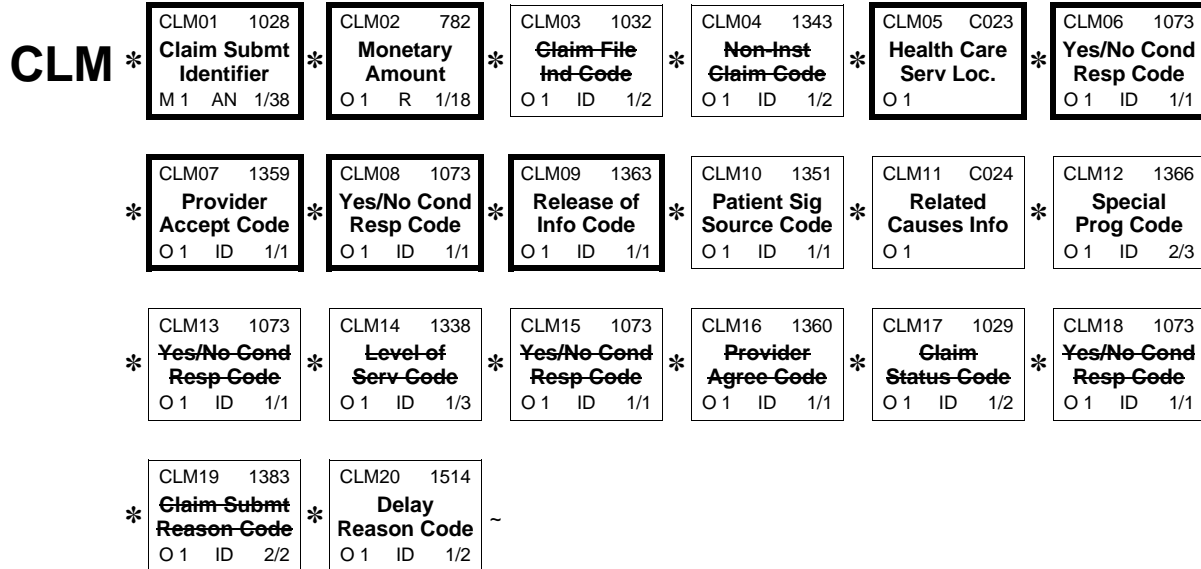 CLM01 1028 CLM02 782 CLM03 1032 CLM04 1343 CLM05 C023 CLM06 1073
CLM * Claim Submt Identifier * Monetary Amount * Claim File Ind Code * Non-Inst Claim Code * Health Care Serv Loc. * Yes/No Cond Resp Code
M 1 AN 1/38 O 1 R 1/18 O 1 ID 1/2 O 1 ID 1/2 O 1 O 1 ID 1/1
CLM07 1359 CLM08 1073 CLM09 1363 CLM10 1351 CLM11 C024 CLM12 1366
* Provider Accept Code * Yes/No Cond Resp Code * Release of Info Code * Patient Sig Source Code * Related Causes Info * Special Prog Code
O 1 ID 1/1 O 1 ID 1/1 O 1 ID 1/1 O 1 ID 1/1 O 1 O 1 ID 2/3
CLM13 1073 CLM14 1338 CLM15 1073 CLM16 1360 CLM17 1029 CLM18 1073
* Yes/No Cond Resp Code * Level of Serv Code * Yes/No Cond Resp Code * Provider Agree Code * Claim Status Code * Yes/No Cond Resp Code
O 1 ID 1/1 O 1 ID 1/3 O 1 ID 1/1 O 1 ID 1/1 O 1 ID 1/2 O 1 ID 1/1
CLM19 1383 CLM20 1514
* Claim Submt Reason Code * Delay Reason Code ~
O 1 ID 2/2 O 1 ID 1/2